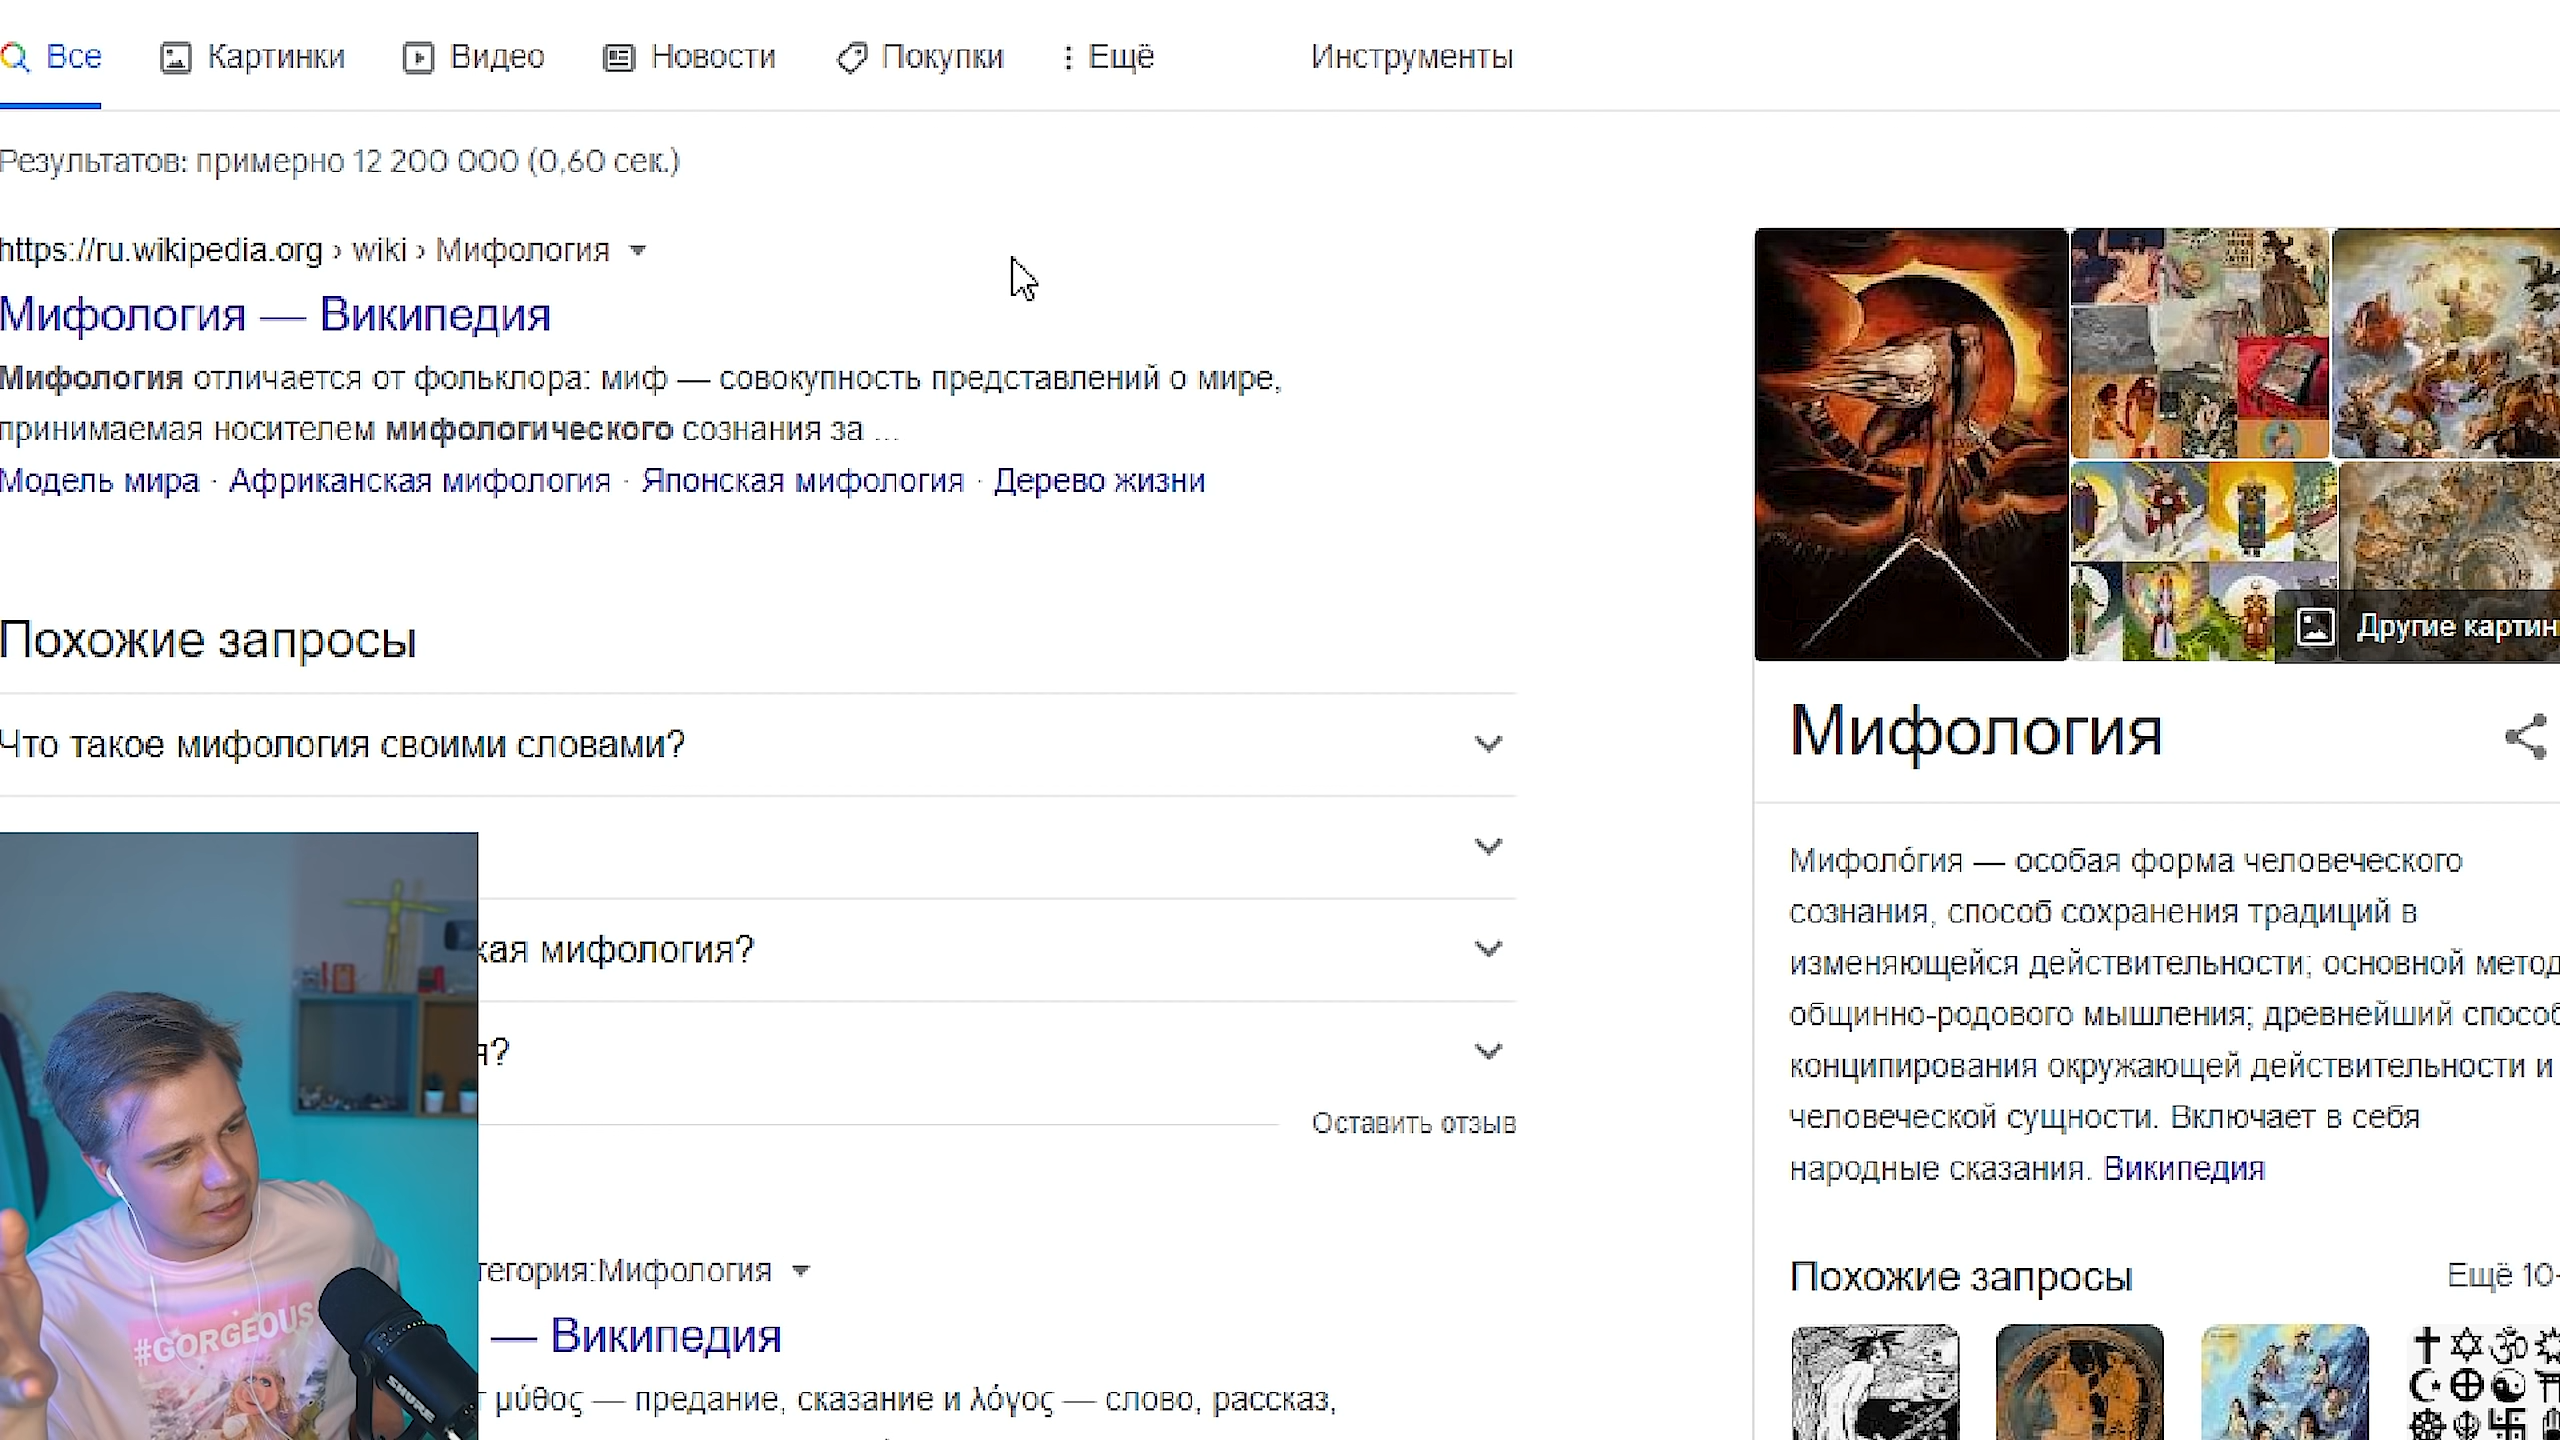 Все
Картинки
Видео
Новости
Покупки
Ещё
Инструменты
Результатов: примерно 12 200 000 (0,60 сек.)
https://ru.wikipedia.org › wiki › Мифология
Мифология — Википедия
Мифология отличается от фольклора: миф — совокупность представлений о мире,
принимаемая носителем мифологического сознания за ...
Модель мира · Африканская мифология · Японская мифология · Дерево жизни
Похожие запросы
Что такое мифология своими словами?
кая мифология?
я?
Оставить отзыв
тегория:Мифология
— Википедия
μύθος — предание, сказание и λόγος — слово, рассказ,
#GORGEOUS
SHURE
Другие картин
Мифология
Мифоло́гия — особая форма человеческого
сознания, способ сохранения традиций в
изменяющейся действительности; основной метод
общинно-родового мышления; древнейший способ
конципирования окружающей действительности и
человеческой сущности. Включает в себя
народные сказания. Википедия
Похожие запросы
Ещё 10